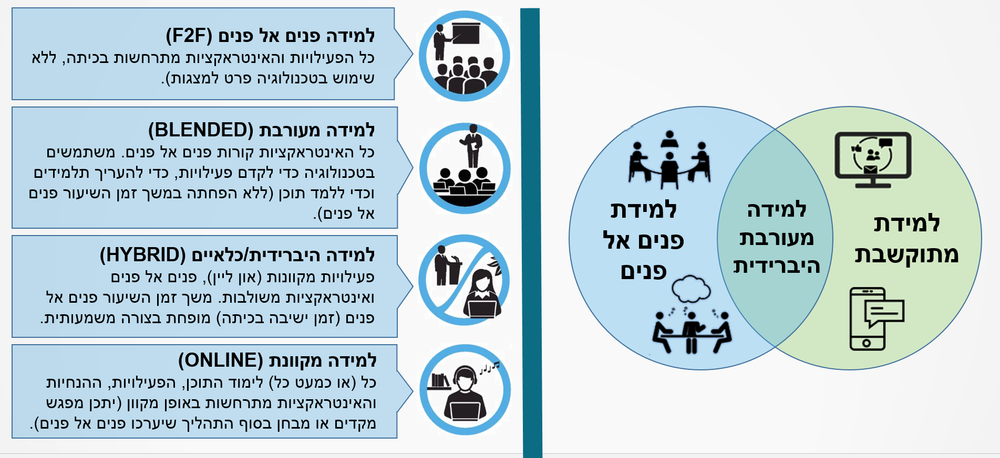 למידה פנים אל פנים (F2F)
כל הפעילויות והאינטראקציות מתרחשות בכיתה, ללא
שימוש בטכנולוגיה פרט למצגות).
למידה מעורבת (BLENDED)
כל האינטראקציות קורות פנים אל פנים. משתמשים
בטכנולוגיה כדי לקדם פעילויות, כדי להעריך תלמידים
וכדי ללמד תוכן (ללא הפחתה במשך זמן השיעור פנים
אל פנים).
למידה היברידית/כלאיים (HYBRID)
פעילויות מקוונות (און ליין), פנים אל פנים
ואינטראקציות משולבות. משך זמן השיעור פנים אל
פנים (זמן ישיבה בכיתה) מופחת בצורה משמעותית.
למידה מקוונת (ONLINE)
כל (או כמעט כל) לימוד התוכן, הפעילויות, ההנחיות
והאינטראקציות מתרחשות באופן מקוון (יתכן מפגש
מקדים או מבחן בסוף התהליך שיערכו פנים אל פנים).
למידת
מתוקשבת
למידה
מעורבת
היברידית
למידת
פנים אל
פנים